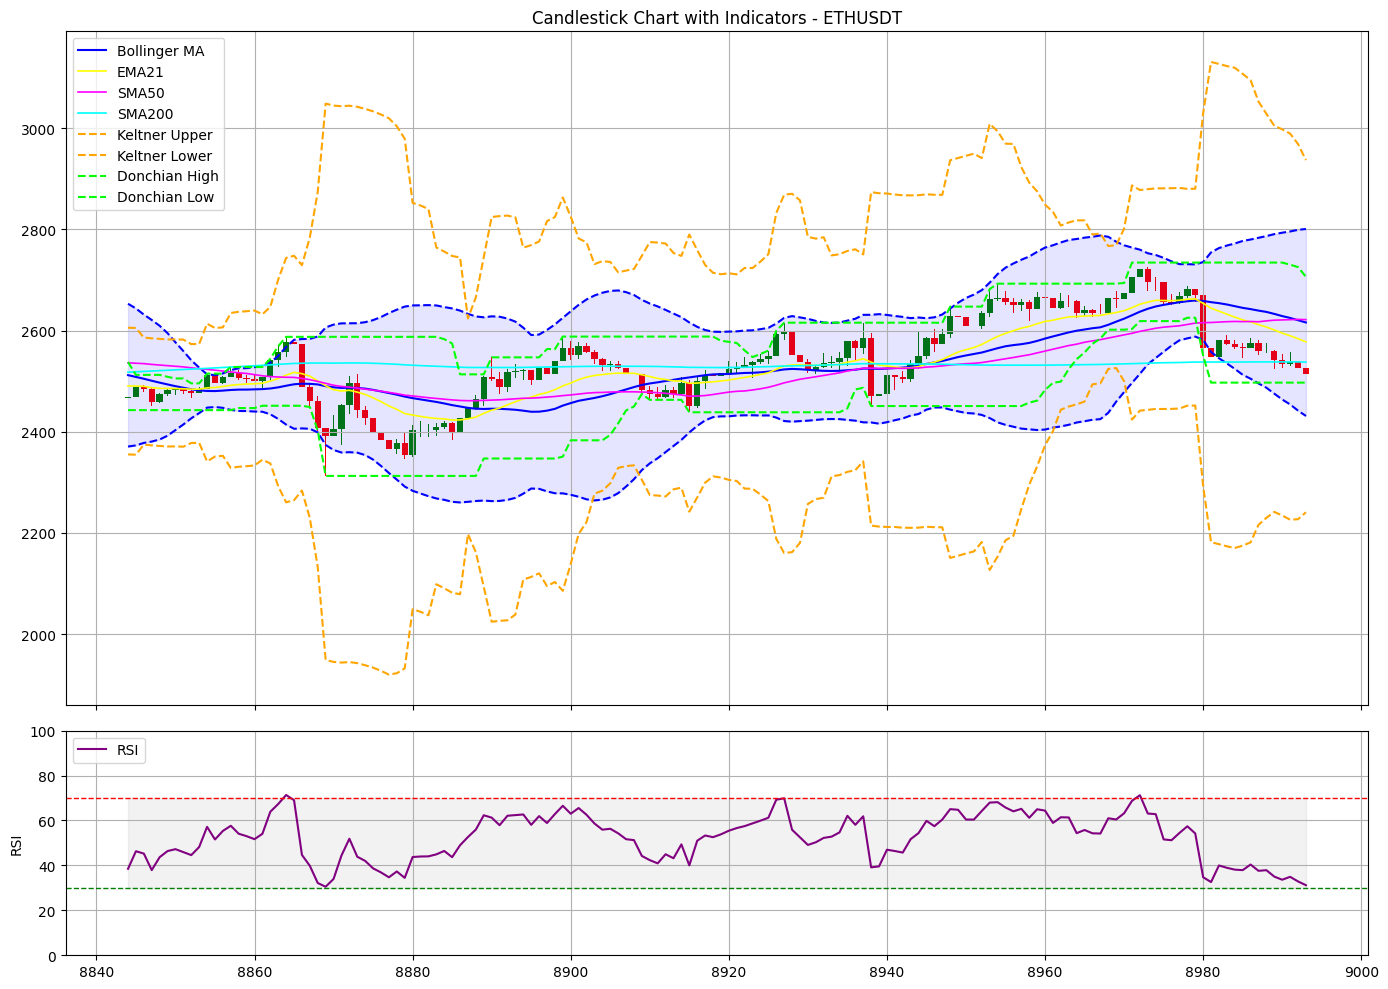 Candlestick Chart with Indicators - ETHUSDT
Bollinger MA
EMA21
SMA50
SMA200
Keltner Upper
Keltner Lower
Donchian High
Donchian Low
3000
2800
2600
2400
2200
2000
RSI
100
80
60
40
20
0
RSI
8840 8860 8880 8900 8920 8940 8960 8980 9000